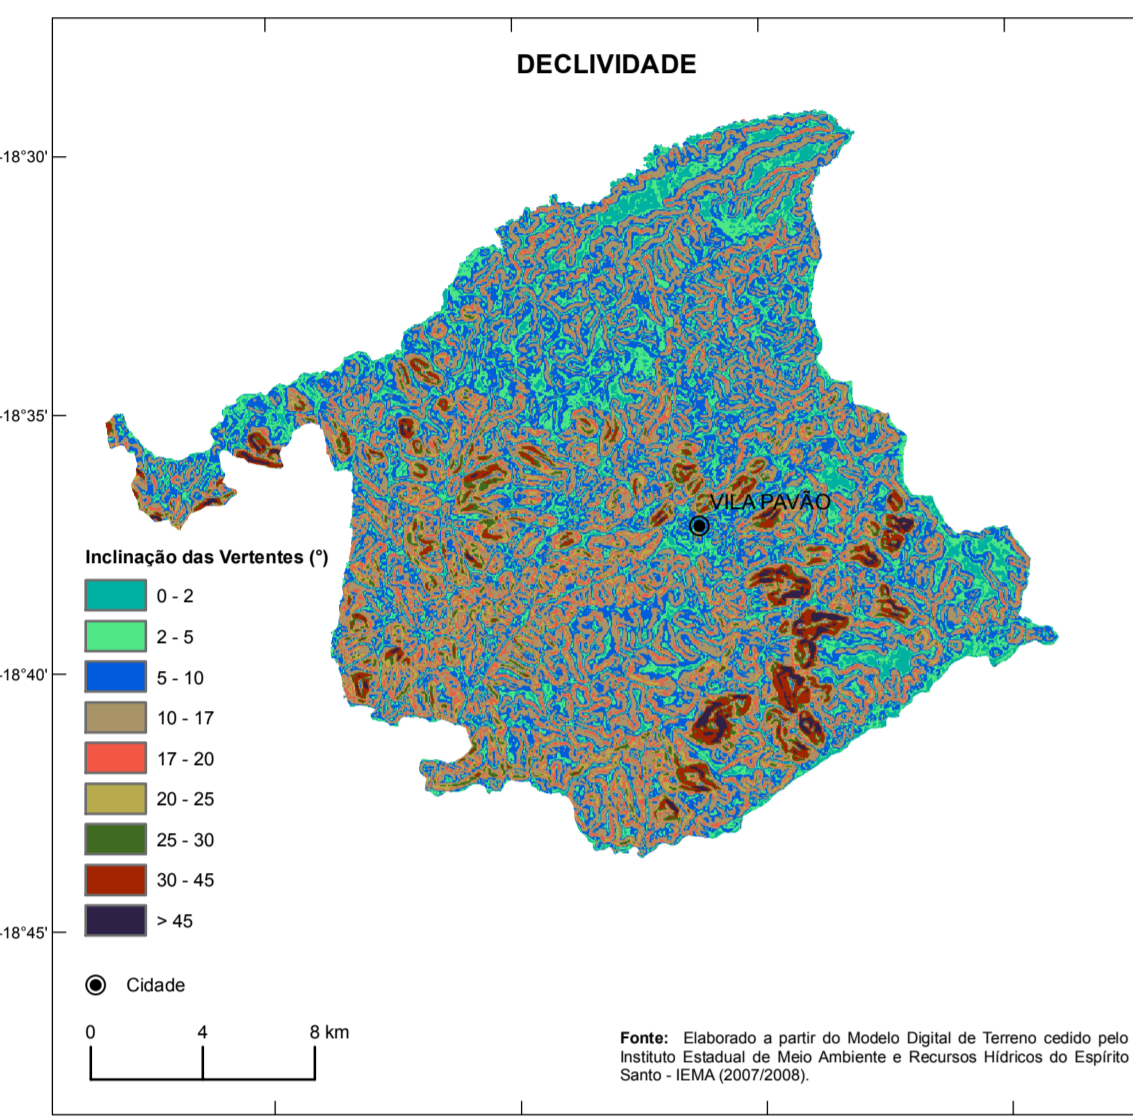 DECLIVIDADE
-18°30'
-18°35'
VILA PAVÃO
Inclinação das Vertentes (°)
0 - 2
2 - 5
5 - 10
-18°40'
10 - 17
17 - 20
20 - 25
25 - 30
30 - 45
> 45
-18°45'
Cidade
0 4 8 km
Fonte: Elaborado a partir do Modelo Digital de Terreno cedido pelo
Instituto Estadual de Meio Ambiente e Recursos Hídricos do Espírito
Santo - IEMA (2007/2008).